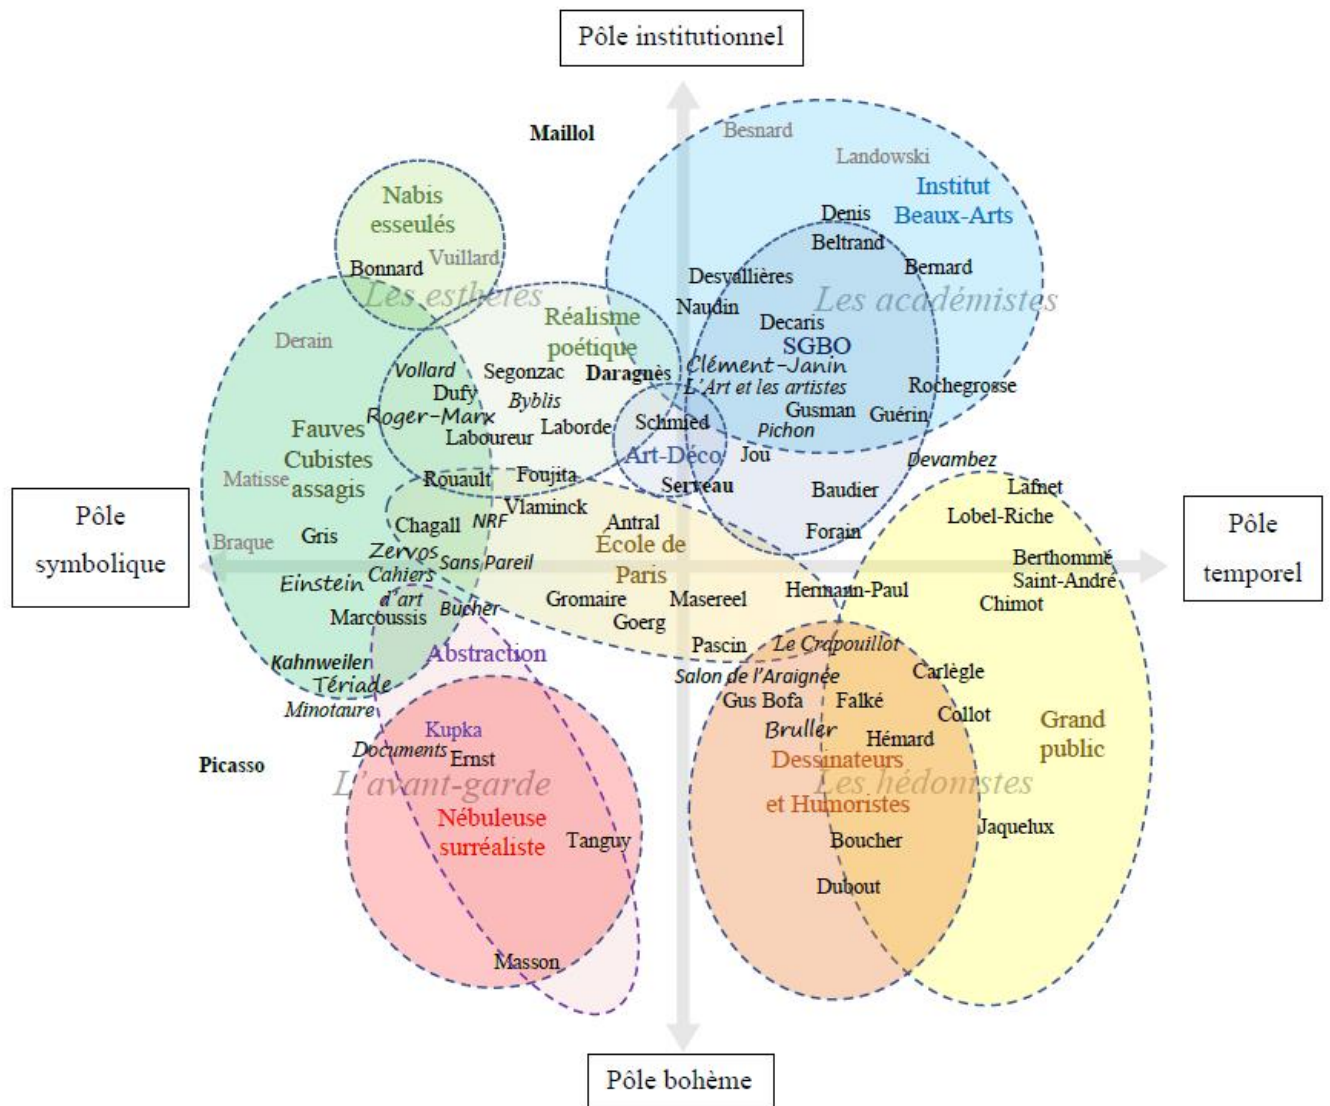 Pôle institutionnel
Maillol
Besnard
Landowski
Institut
Beaux-Arts
Nabis
esseulés
Denis
Beltrand
Vuillard
Bonnard
Bernard
Desvallières
Les esthètes
Les académistes
Naudin
Réalisme
poétique
Decaris
SGBO
Derain
Vollard
Segonzac
Daragnès
Clément-Janin
L'Art et les artistes
Rochegrosse
Dufy
Byblis
Roger-Marx
Gusman
Guérin
Schmied
Laborde
Laboureur
Pichon
Fauves
Cubistes
assagis
Art-Déco
Jou
Devambez
Matisse
Rouault
Foujita
Serveau
Baudier
Lafnet
Vlaminck
Lobel-Riche
Pôle
symbolique
Chagall
NRF
Antral
Forain
Pôle
temporel
Gris
Braque
École de
Paris
Zervos
Sans Pareil
Berthommé
Saint-André
Einstein
Cahiers
d'art
Hermann-Paul
Chimot
Gromaire
Masereel
Marcoussis
Bucher
Goerg
Pascin
Le Crapouillot
Abstraction
Kahnweiler
Tériade
Salon de l'Araignée
Carlègle
Minotaure
Gus Bofa
Falké
Collot
Grand
public
Kupka
Bruller
Hémard
Documents
Ernst
Picasso
Dessinateurs
et Humoristes
L'avant-garde
Les hédonistes
Nébuleuse
surréaliste
Tanguy
Jaquelux
Boucher
Dubout
Masson
Pôle bohème